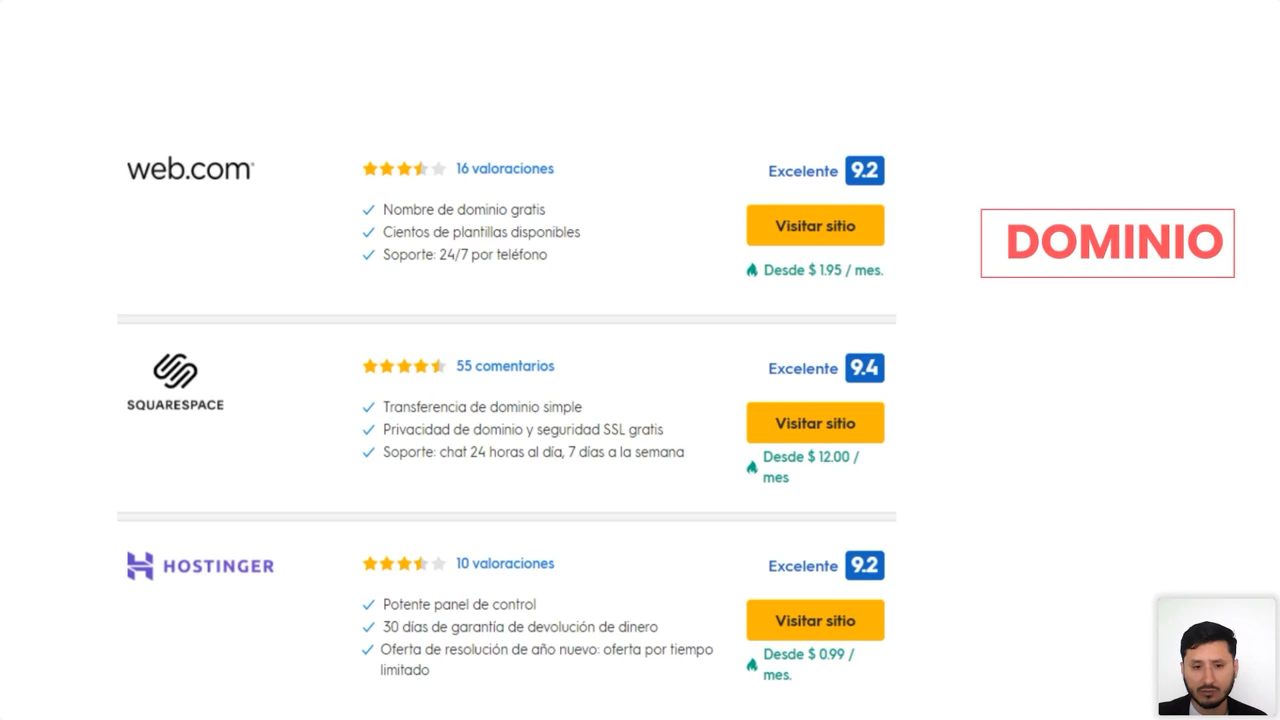 web.com
16 valoraciones
Excelente 9.2
Nombre de dominio gratis
Cientos de plantillas disponibles
Soporte: 24/7 por teléfono
Visitar sitio
Desde $ 1.95 / mes.
DOMINIO
SQUARESPACE
55 comentarios
Excelente 9.4
Transferencia de dominio simple
Privacidad de dominio y seguridad SSL gratis
Soporte: chat 24 horas al día, 7 días a la semana
Visitar sitio
Desde $ 12.00 /
mes
HOSTINGER
10 valoraciones
Excelente 9.2
Potente panel de control
30 días de garantía de devolución de dinero
Oferta de resolución de año nuevo: oferta por tiempo
limitado
Visitar sitio
Desde $ 0.99 /
mes.